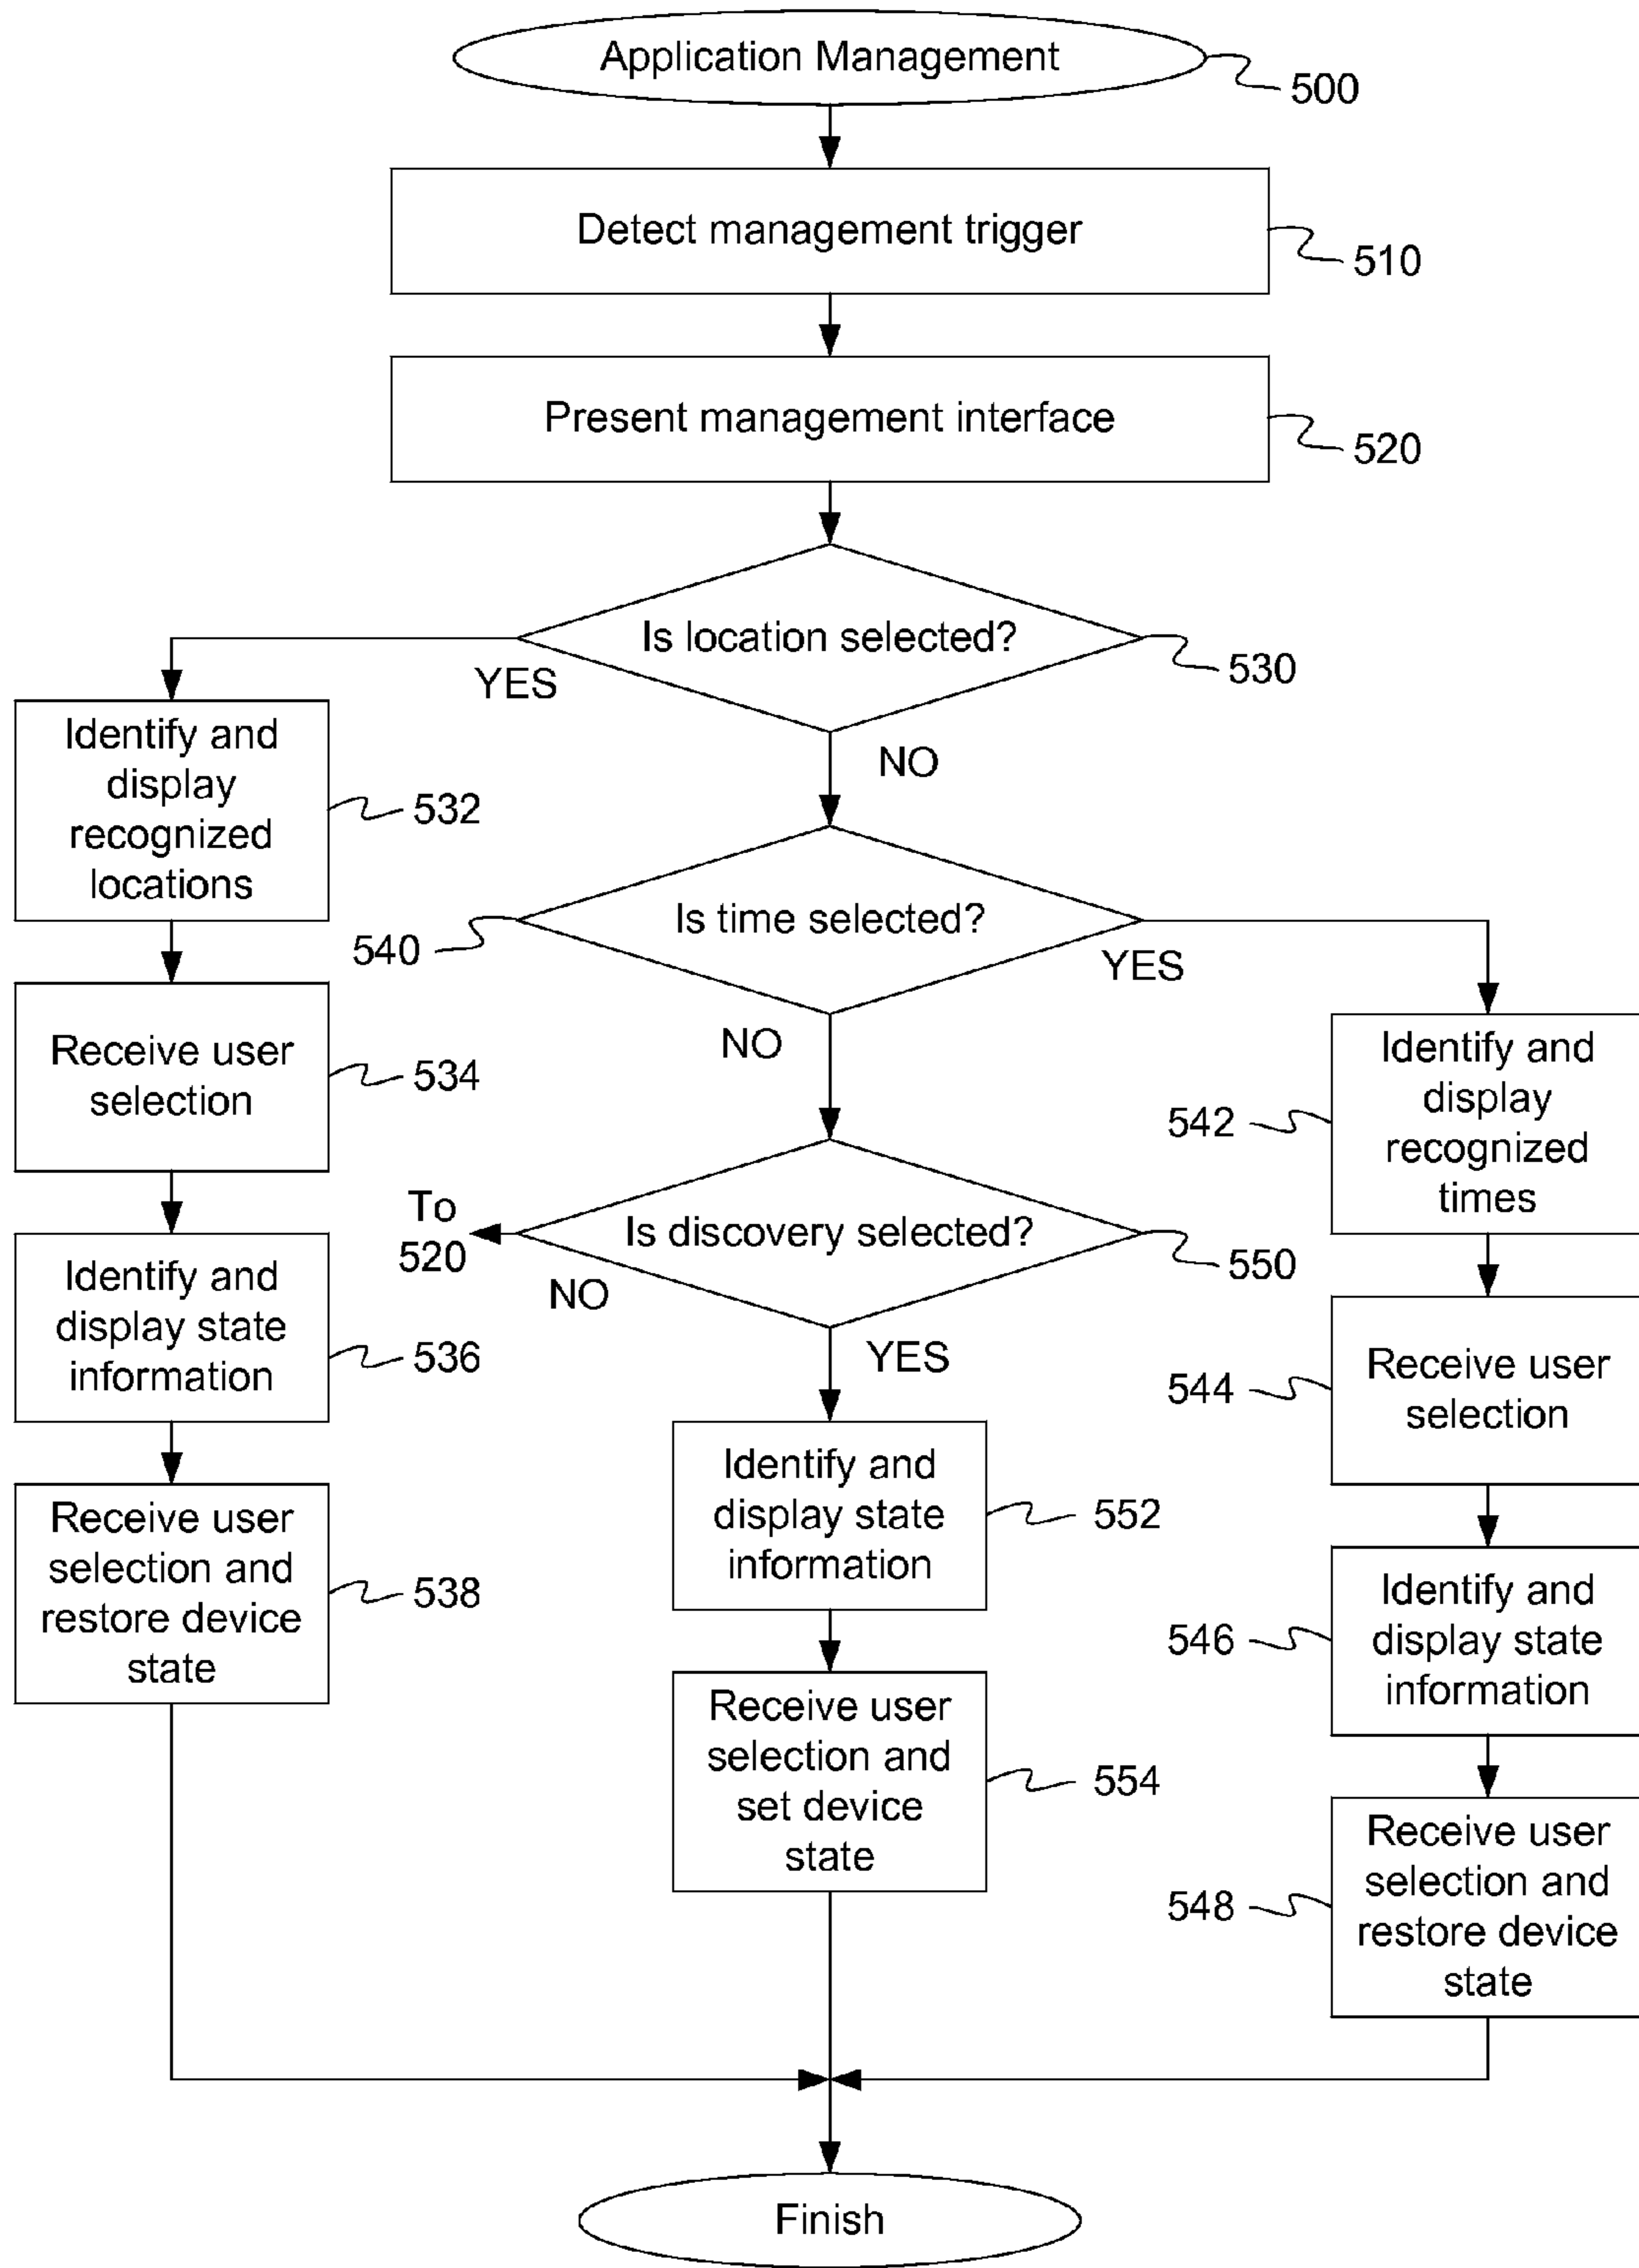 Application Management
500
Detect management trigger
510
Present management interface
520
Is location selected?
530
YES
NO
Identify and
display
recognized
locations
532
Is time selected?
540
YES
NO
Receive user
selection
534
Identify and
display
recognized
times
542
Is discovery selected?
550
To
520
NO
YES
Identify and
display state
information
536
Receive user
selection
544
Identify and
display state
information
552
Receive user
selection and
restore device
state
538
Identify and
display state
information
546
Receive user
selection and
set device
state
554
Receive user
selection and
restore device
state
548
Finish